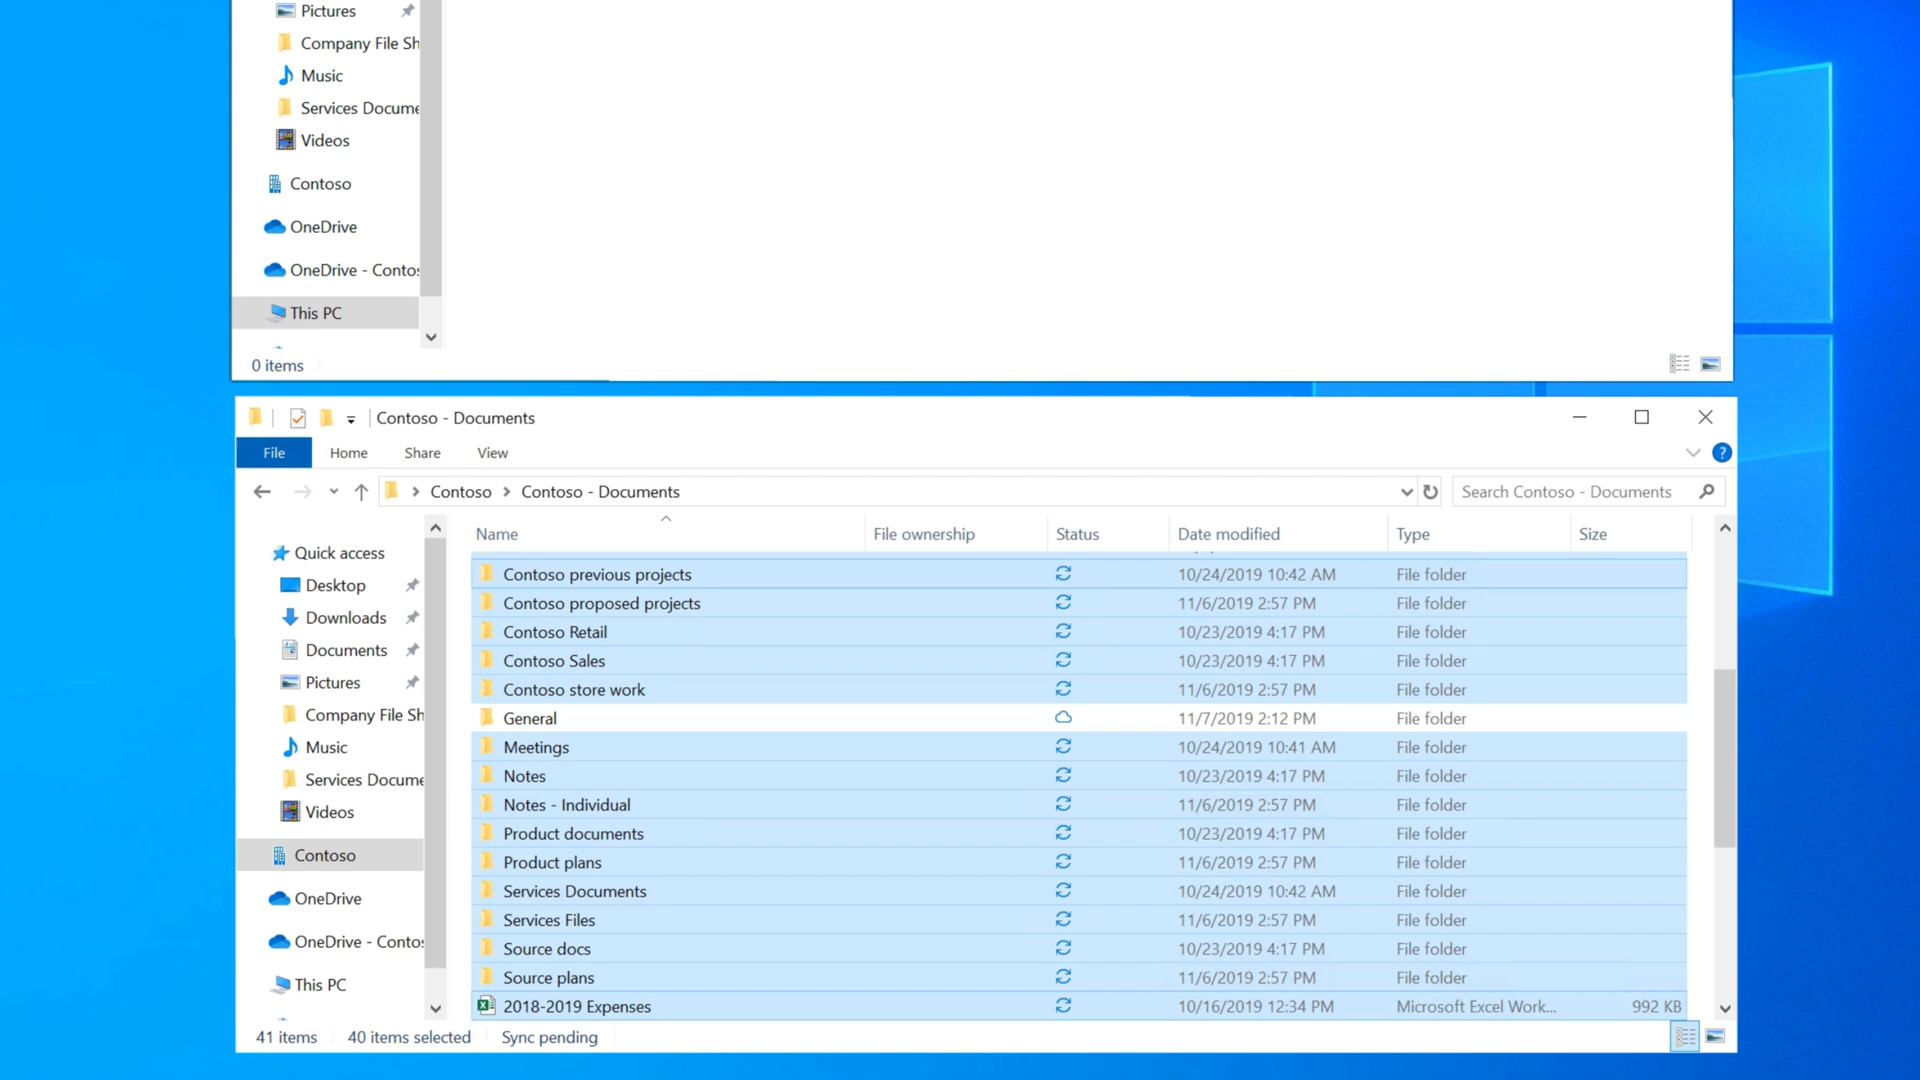 Pictures
Company File Sh
Music
Services Docume
Videos
Contoso
OneDrive
OneDrive - Contos
This PC
0 items
Contoso - Documents
File Home Share View ?
Contoso Contoso - Documents Search Contoso - Documents
Name File ownership Status Date modified Type Size
Quick access
Desktop
Downloads
Documents
Pictures
Company File Sh
Music
Services Docume
Videos
Contoso
OneDrive
OneDrive - Contos
This PC
Contoso previous projects 10/24/2019 10:42 AM File folder
Contoso proposed projects 11/6/2019 2:57 PM File folder
Contoso Retail 10/23/2019 4:17 PM File folder
Contoso Sales 10/23/2019 4:17 PM File folder
Contoso store work 11/6/2019 2:57 PM File folder
General 11/7/2019 2:12 PM File folder
Meetings 10/24/2019 10:41 AM File folder
Notes 10/23/2019 4:17 PM File folder
Notes - Individual 11/6/2019 2:57 PM File folder
Product documents 10/23/2019 4:17 PM File folder
Product plans 11/6/2019 2:57 PM File folder
Services Documents 10/24/2019 10:42 AM File folder
Services Files 11/6/2019 2:57 PM File folder
Source docs 10/23/2019 4:17 PM File folder
Source plans 11/6/2019 2:57 PM File folder
2018-2019 Expenses 10/16/2019 12:34 PM Microsoft Excel Work... 992 KB
41 items 40 items selected Sync pending